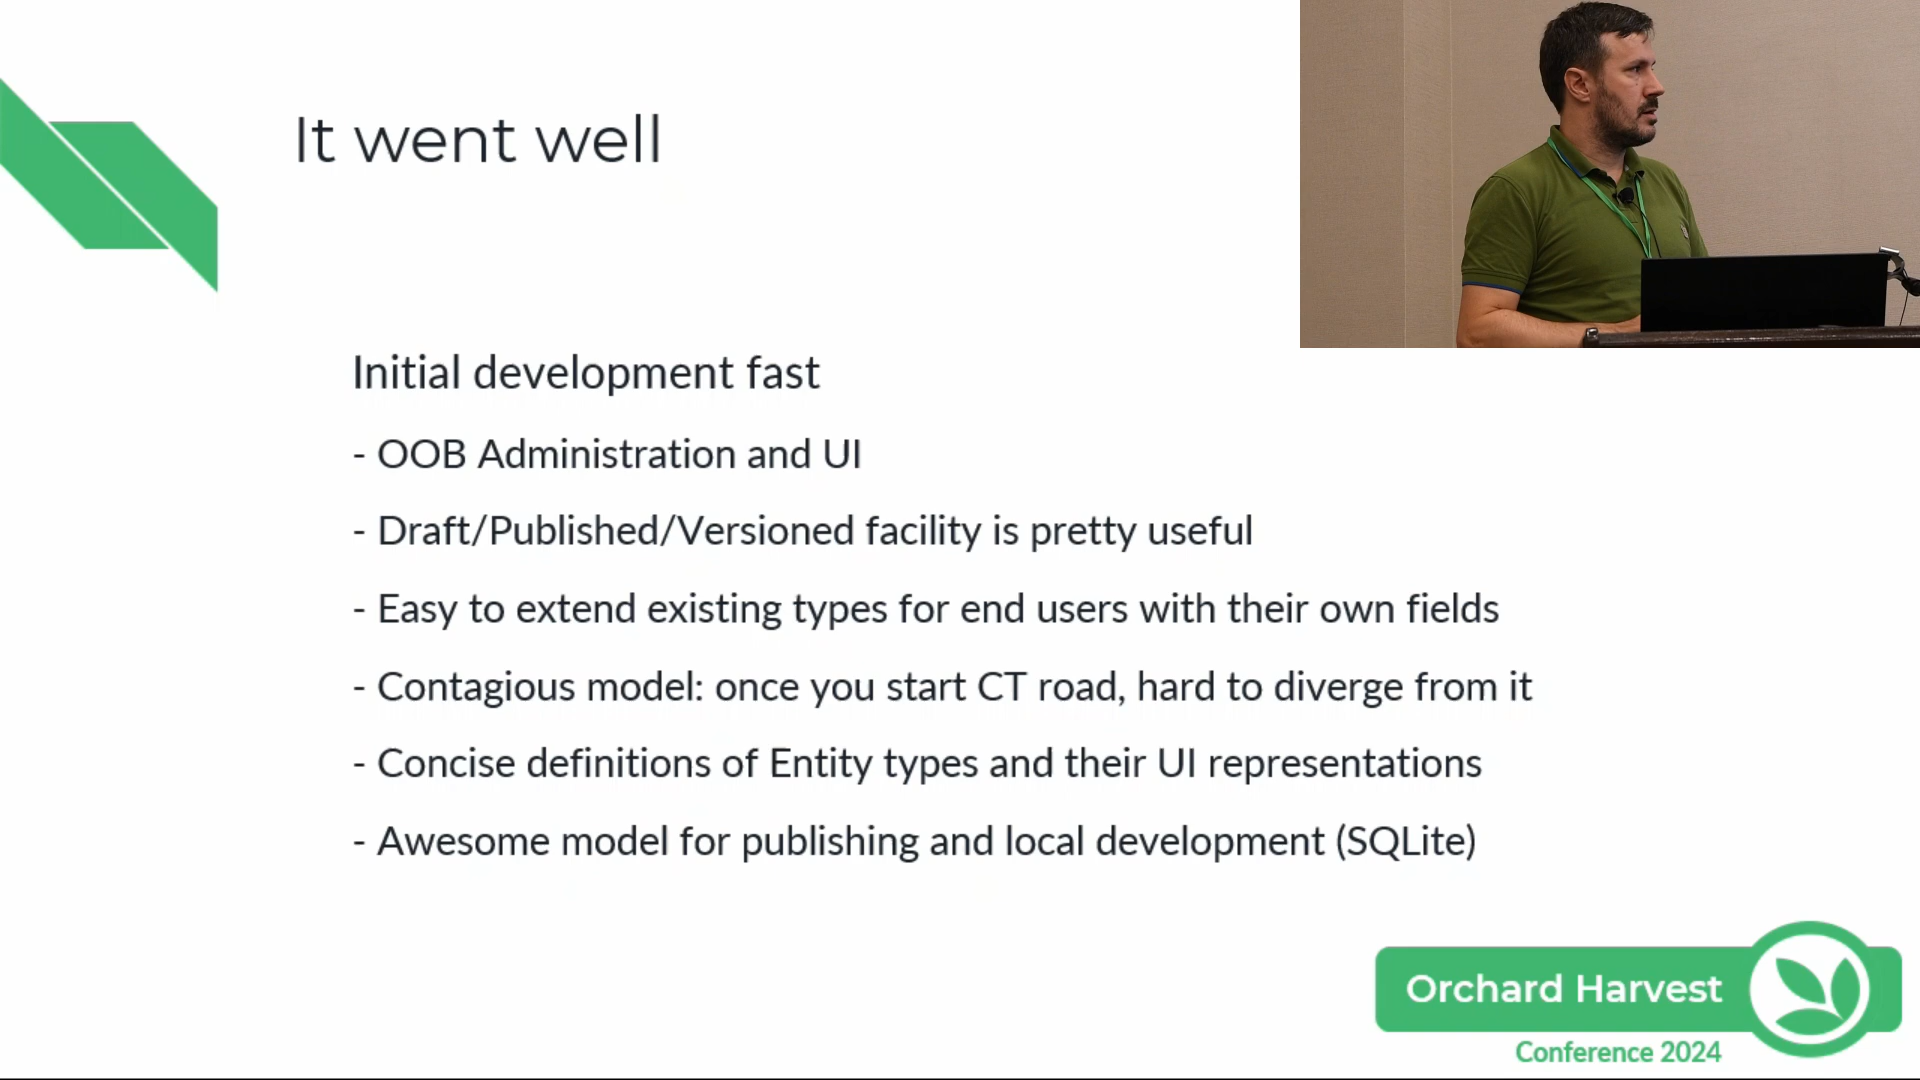 It went well
Initial development fast
- OOB Administration and UI
- Draft/Published/Versioned facility is pretty useful
- Easy to extend existing types for end users with their own fields
- Contagious model: once you start CT road, hard to diverge from it
- Concise definitions of Entity types and their UI representations
- Awesome model for publishing and local development (SQLite)
Orchard Harvest
Conference 2024